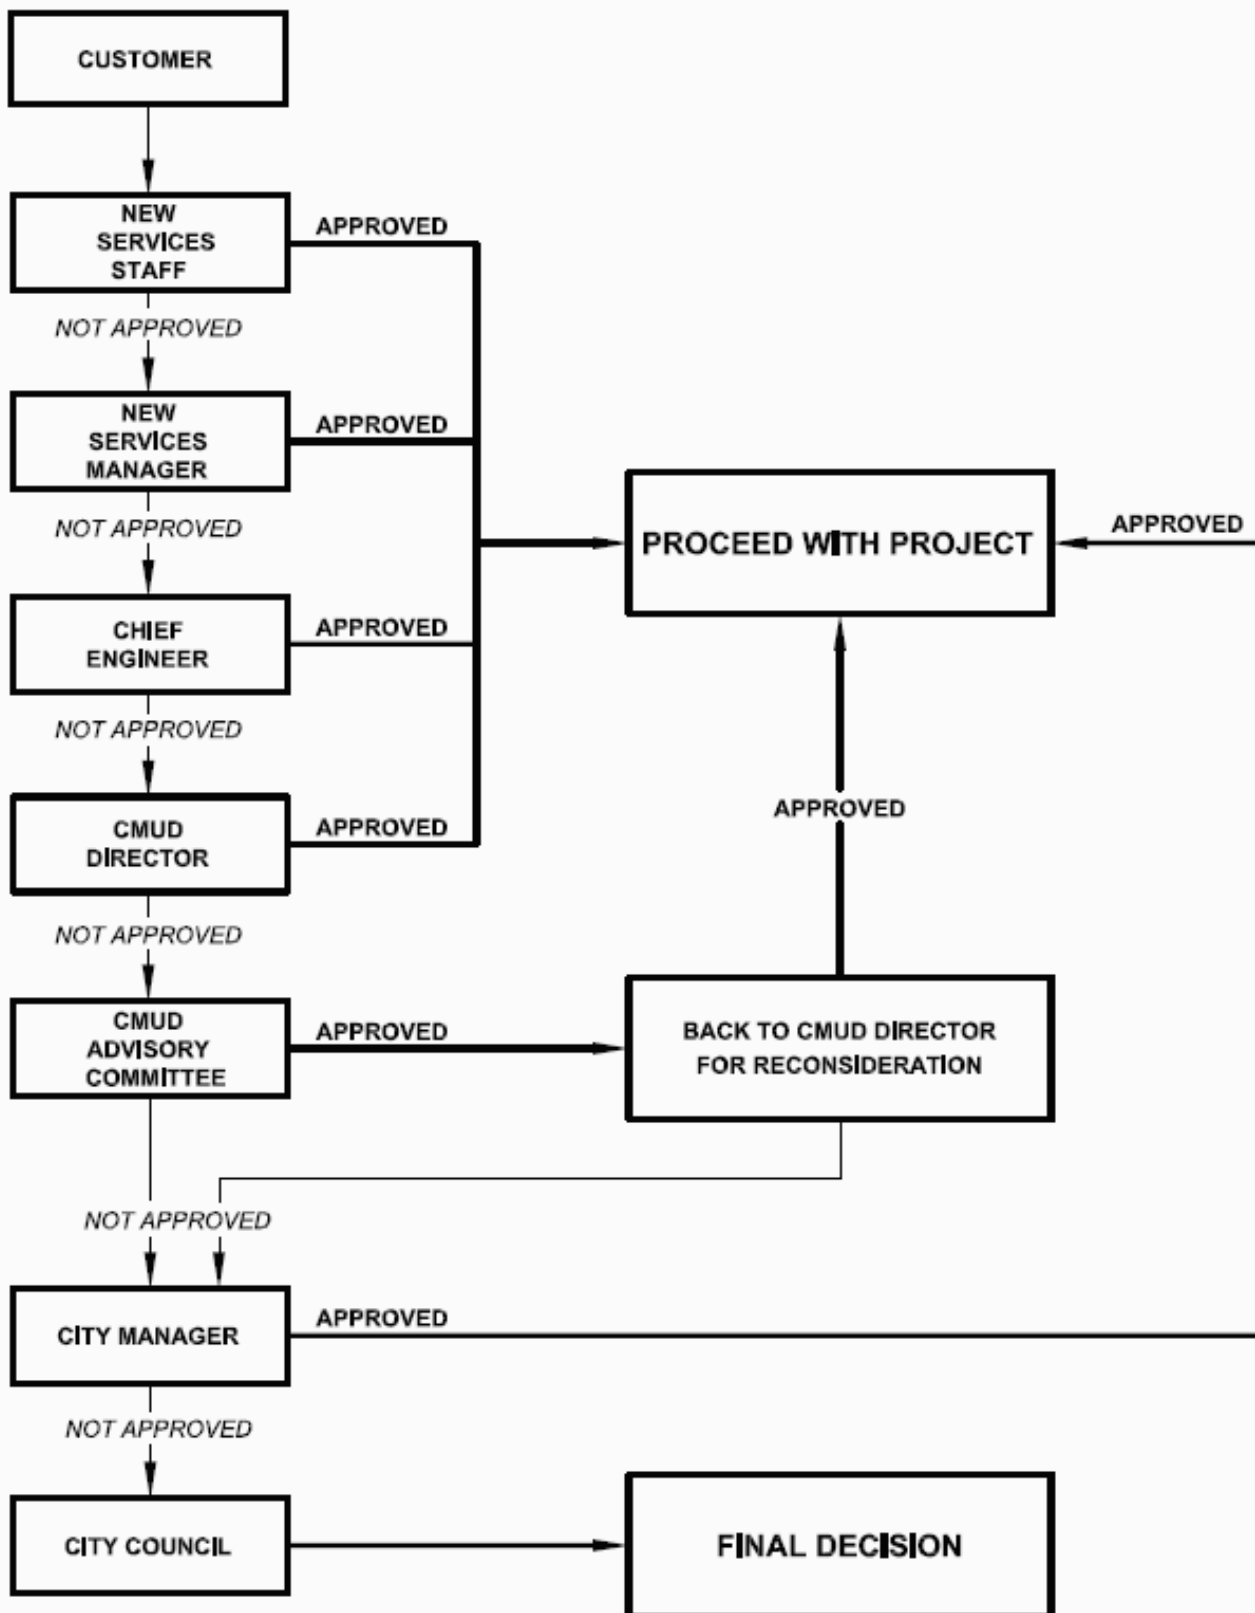 CUSTOMER
NEW
SERVICES
STAFF
APPROVED
NOT APPROVED
NEW
SERVICES
MANAGER
APPROVED
NOT APPROVED
PROCEED WITH PROJECT
APPROVED
CHIEF
ENGINEER
APPROVED
NOT APPROVED
CMUD
DIRECTOR
APPROVED
APPROVED
NOT APPROVED
CMUD
ADVISORY
COMMITTEE
APPROVED
BACK TO CMUD DIRECTOR
FOR RECONSIDERATION
NOT APPROVED
CITY MANAGER
APPROVED
NOT APPROVED
CITY COUNCIL
FINAL DECISION